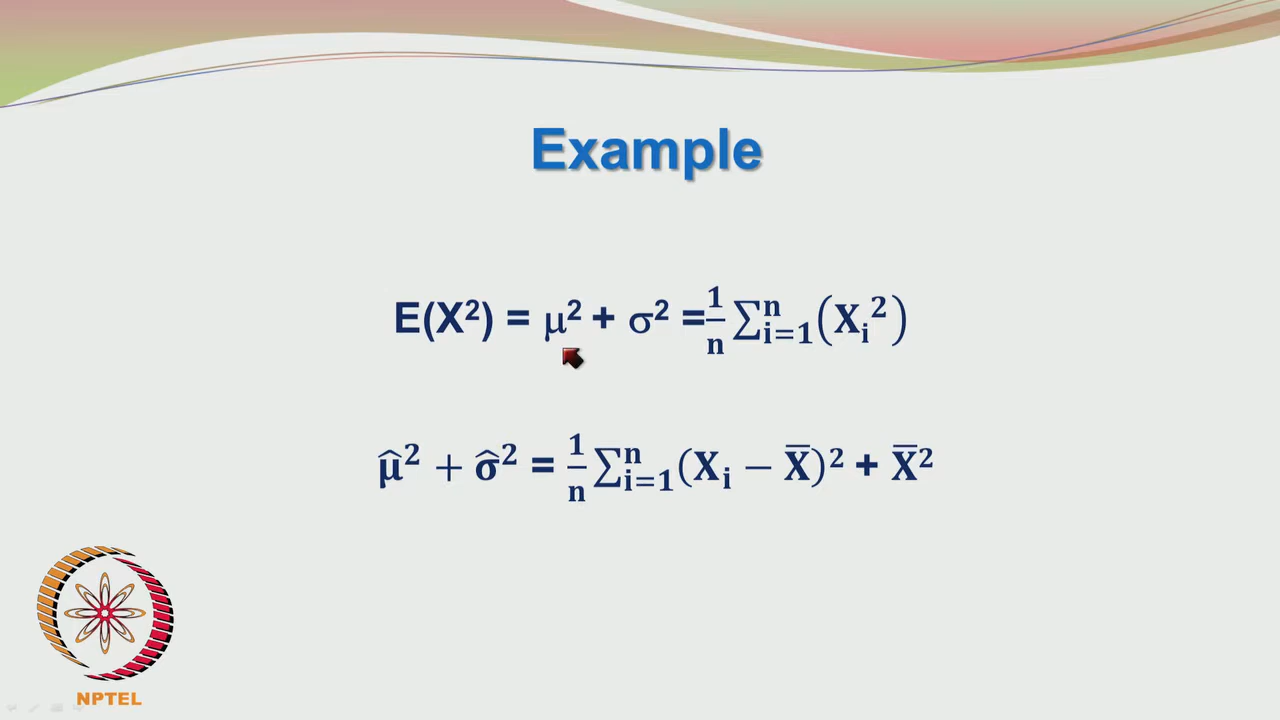 Example
E(X²) = μ² + σ² = 1/n ∑ⁿᵢ₌₁ (Xᵢ²)
μ̂² + σ̂² = 1/n ∑ⁿᵢ₌₁ (Xᵢ − X̅)² + X̅²
NPTEL